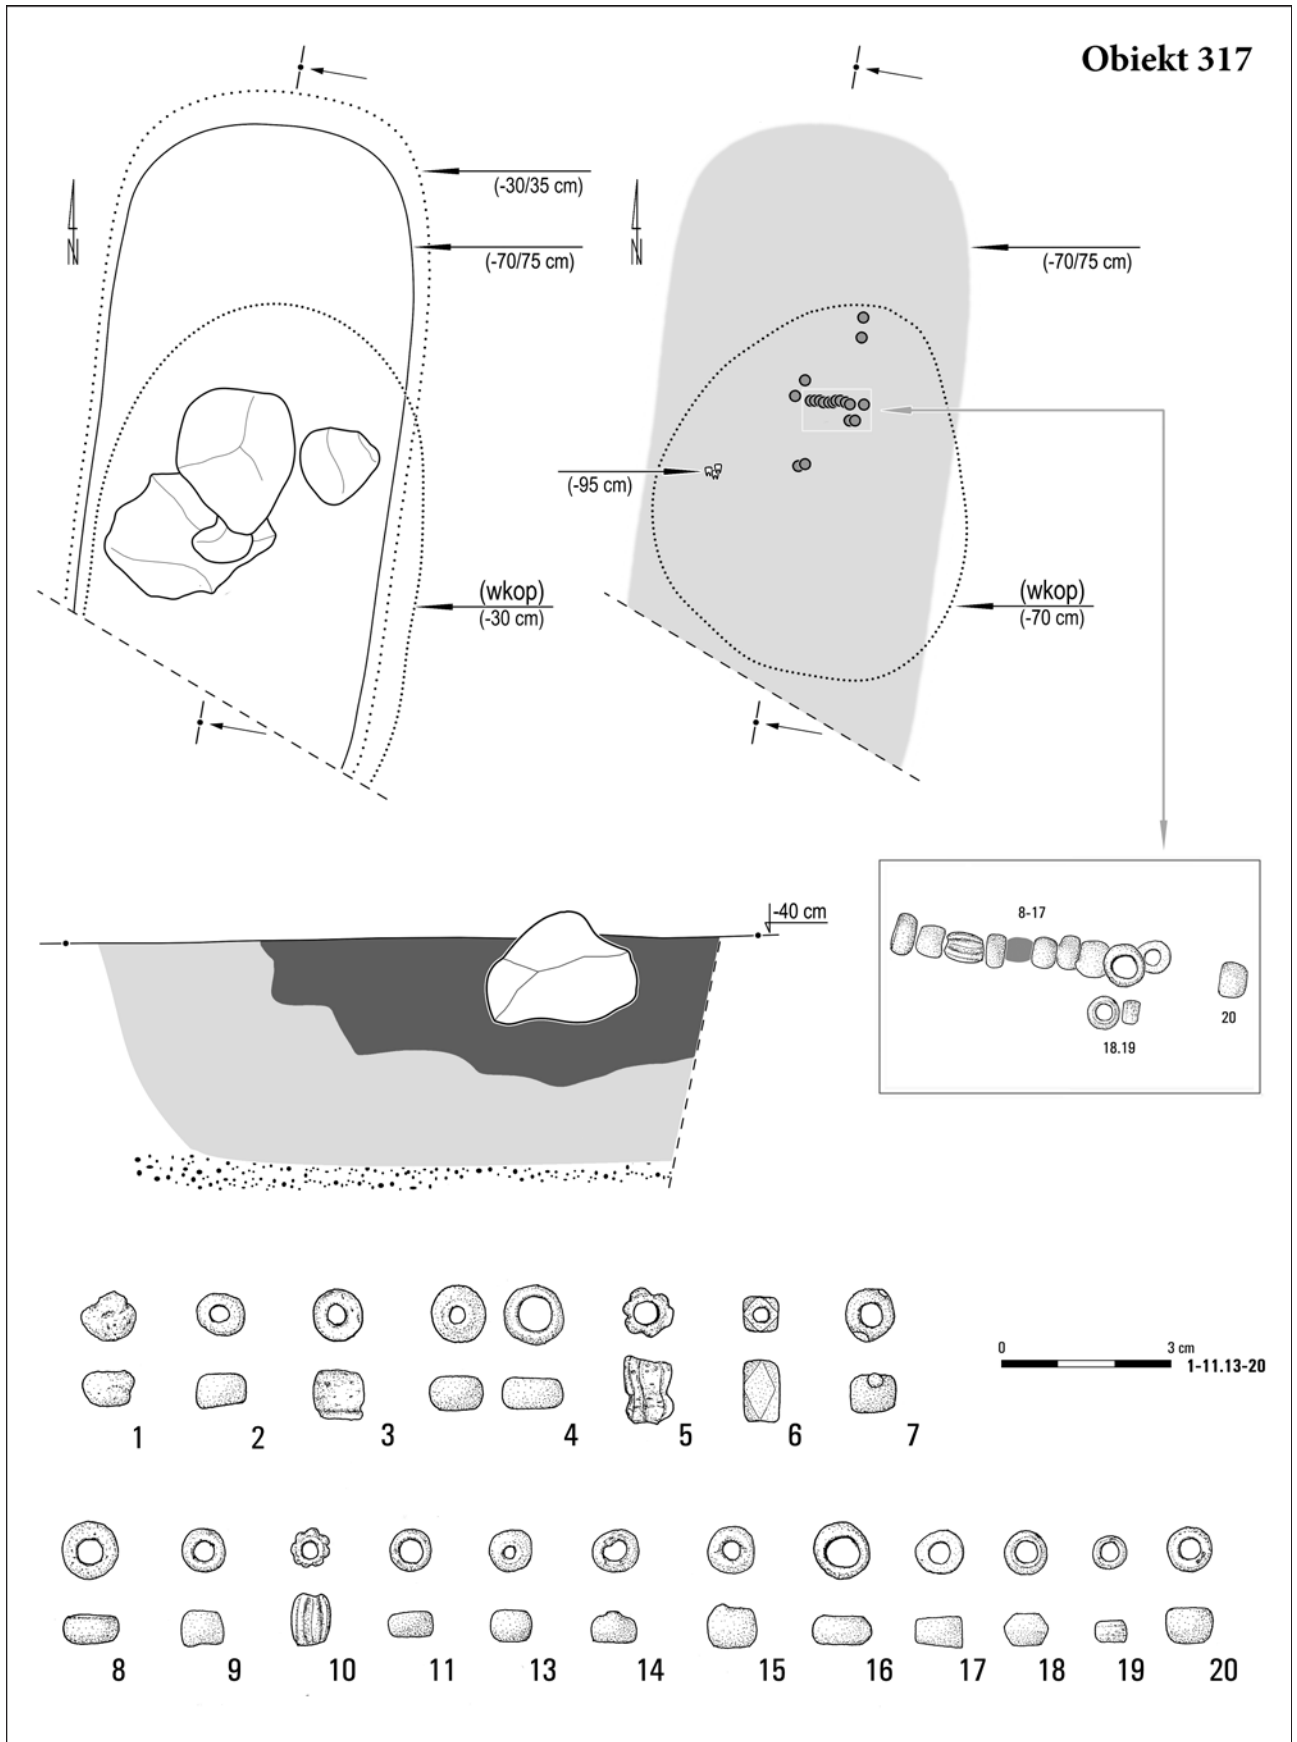 Obiekt 317
(-30/35 cm)
N
(-70/75 cm)
(wkop)
(-30 cm)
N
(-70/75 cm)
(-95 cm)
(wkop)
(-70 cm)
-40 cm
8-17
20
18.19
0 3 cm
1-11.13-20
1 2 3 4 5 6 7
8 9 10 11 13 14 15 16 17 18 19 20